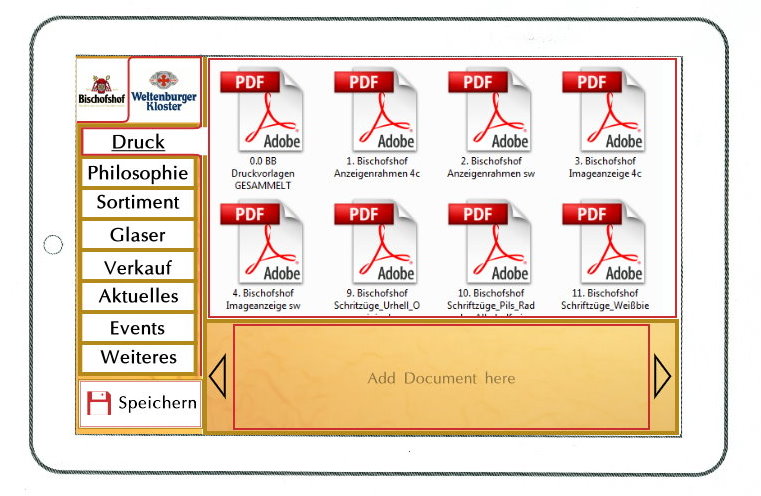 Bischofshof
Weltenburger
Kloster
Druck
Philosophie
Sortiment
Glaser
Verkauf
Aktuelles
Events
Weiteres
Speichern
PDF
Adobe
0.0 BB
Druckvorlagen
GESAMMELT
PDF
Adobe
1. Bischofshof
Anzeigenrahmen 4c
PDF
Adobe
2. Bischofshof
Anzeigenrahmen sw
PDF
Adobe
3. Bischofshof
Imageanzeige 4c
PDF
Adobe
4. Bischofshof
Imageanzeige sw
PDF
Adobe
9. Bischofshof
Schritzüge_Urhell_O
PDF
Adobe
10. Bischofshof
Schriftzüge_Pils_Rad
PDF
Adobe
11. Bischofshof
Schriftzüge_Weißbie
Add Document here